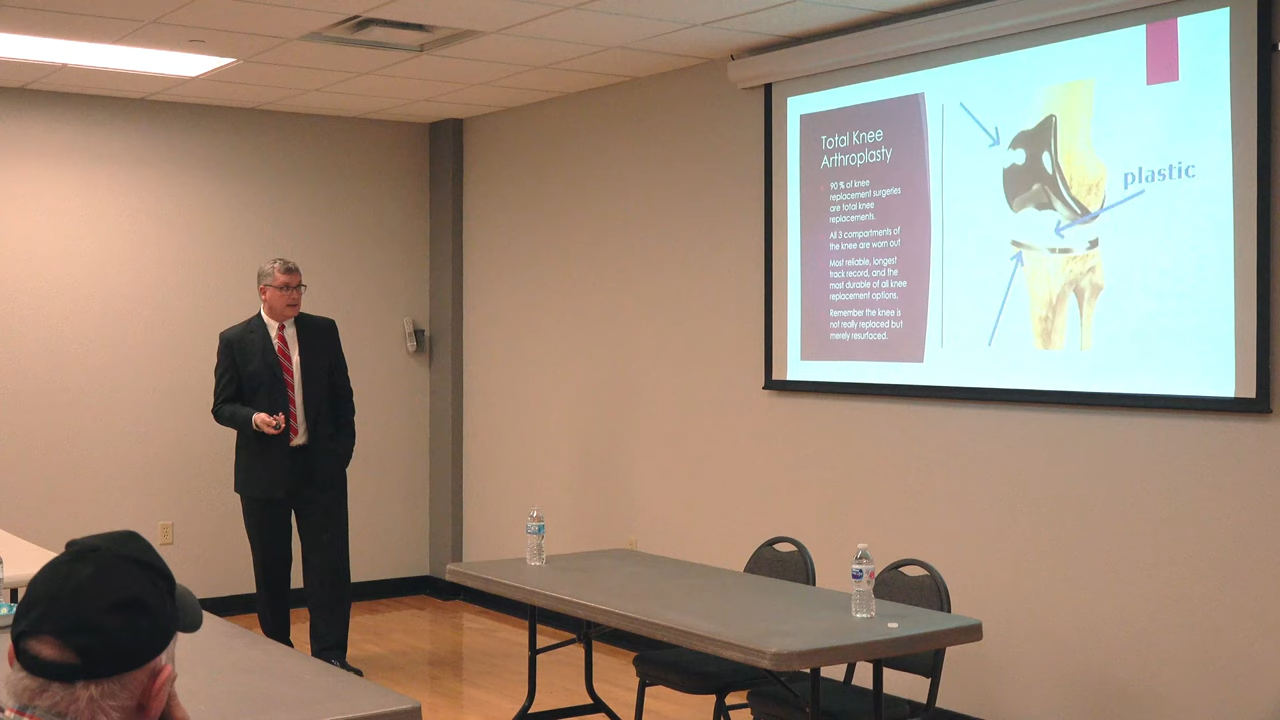 Total Knee
Arthroplasty
90 % of knee
replacement surgeries
are total knee
replacements.
All 3 compartments of
the knee are worn out
Most reliable, longest
track record, and the
most durable of all knee
replacement options.
Remember the knee is
not really replaced but
merely resurfaced.
plastic